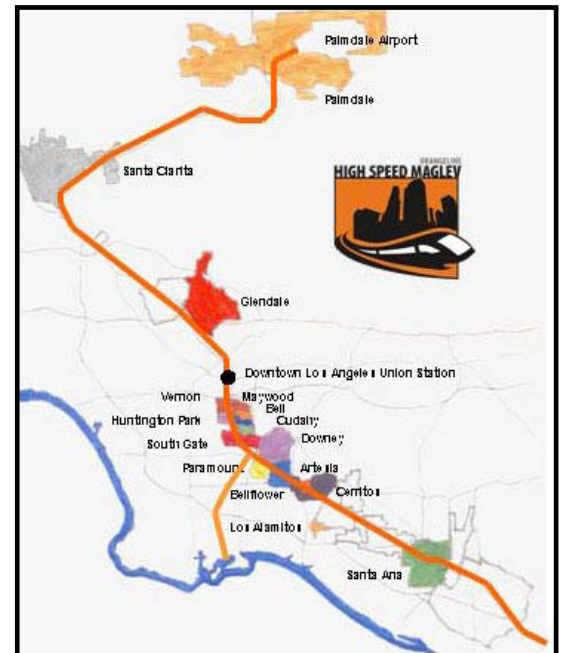 Palmdale Airport
Palmdale
Santa Clarita
ORANGELINE
HIGH SPEED MAGLEV
Glendale
Downtown Los Angeles Union Station
Vernon
Maywood
Bell
Huntington Park
Cudahy
South Gate
Downey
Paramount
Artesia
Bellflower
Cerritos
Los Alamitos
Santa Ana